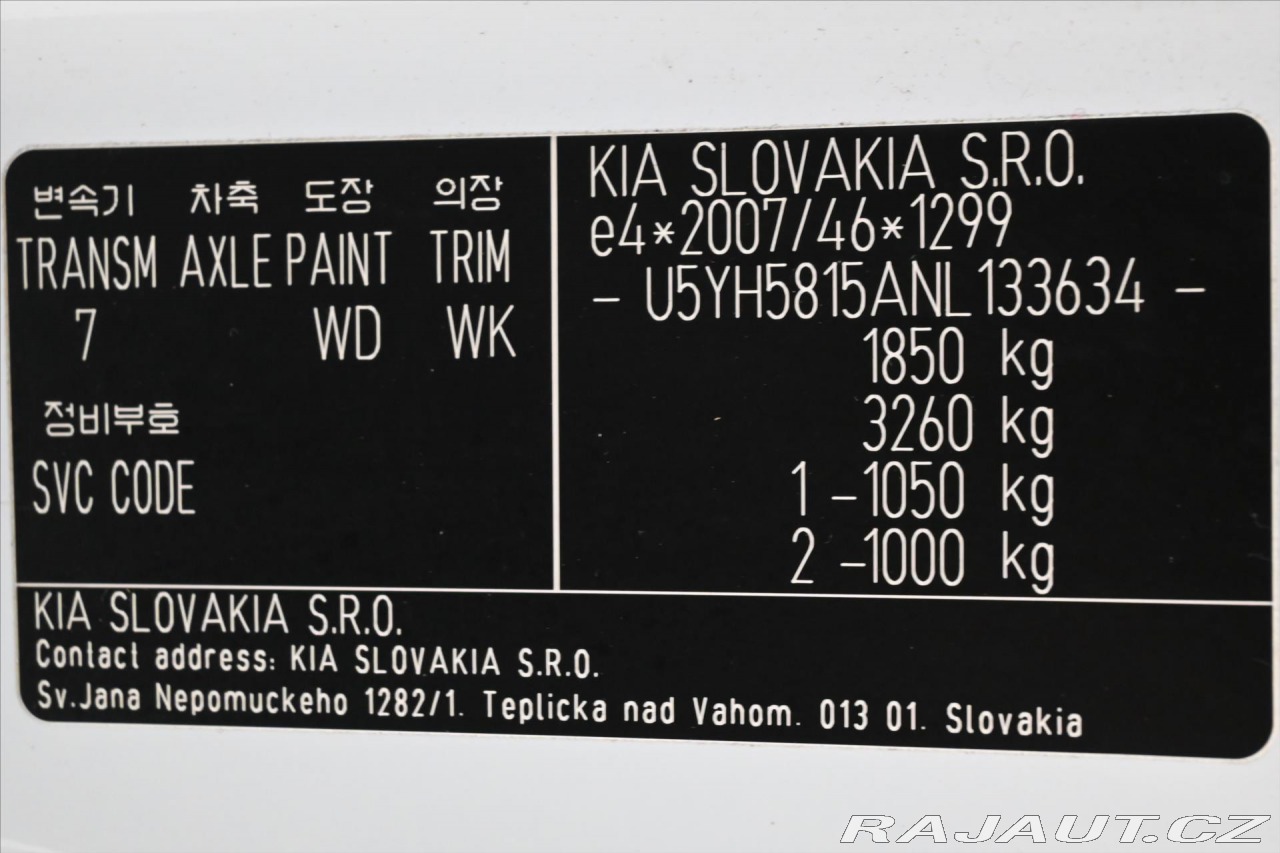 변속기 차축 도장 의장
TRANSM AXLE PAINT TRIM
7 WD WK
정비부호
SVC CODE
KIA SLOVAKIA S.R.O.
e4*2007/46*1299
- U5YH5815ANL133634 -
1850 kg
3260 kg
1 -1050 kg
2 -1000 kg
KIA SLOVAKIA S.R.O.
Contact address: KIA SLOVAKIA S.R.O.
Sv.Jana Nepomuckeho 1282/1. Teplicka nad Vahom. 013 01. Slovakia
RAJAUT.CZ